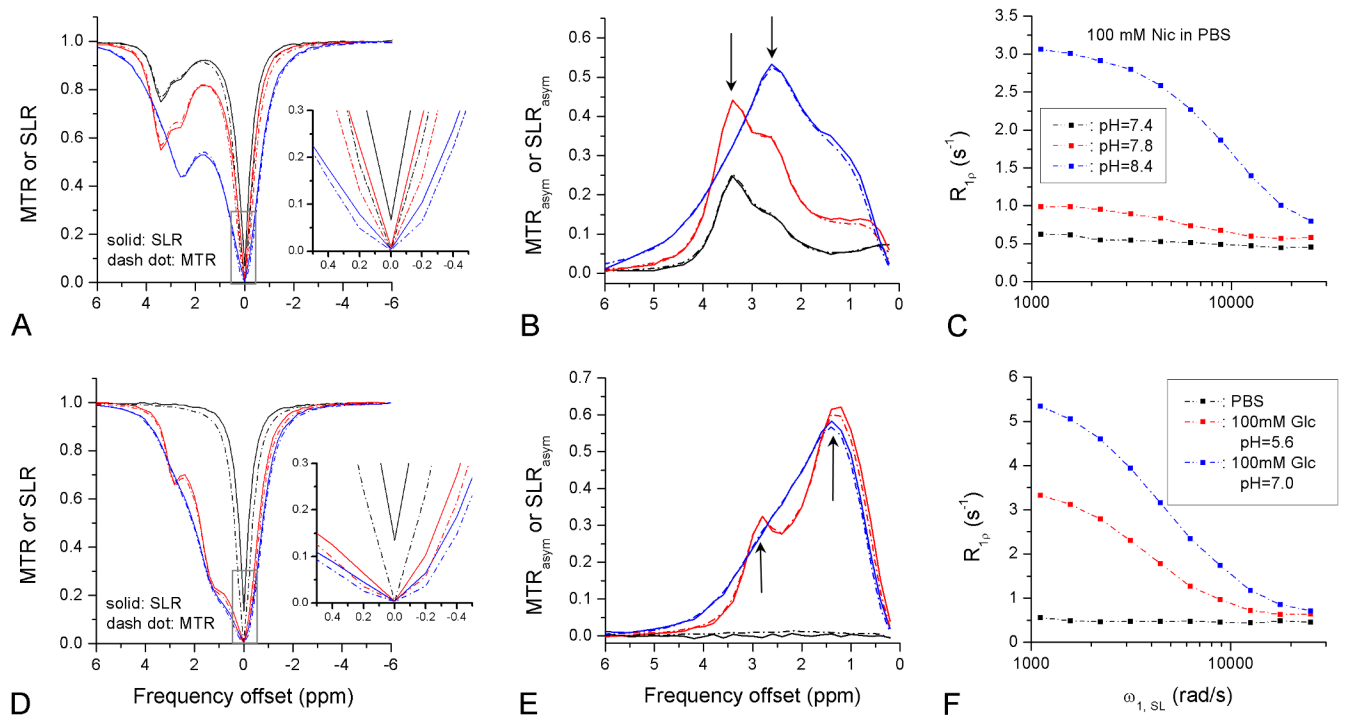 1.0
0.8
0.6
0.4
0.2
0.0
MTR or SLR
solid: SLR
dash dot: MTR
6 4 2 0 -2 -4 -6
0.3
0.2
0.1
0.0
0.4 0.2 0.0 -0.2 -0.4
A
0.6
0.5
0.4
0.3
0.2
0.1
0.0
MTRasym or SLRasym
6 5 4 3 2 1 0
B
100 mM Nic in PBS
3.5
3.0
2.5
2.0
1.5
1.0
0.5
0.0
R1ρ (s-1)
: pH=7.4
: pH=7.8
: pH=8.4
1000 10000
C
1.0
0.8
0.6
0.4
0.2
0.0
MTR or SLR
solid: SLR
dash dot: MTR
6 4 2 0 -2 -4 -6
Frequency offset (ppm)
0.3
0.2
0.1
0.0
0.4 0.2 0.0 -0.2 -0.4
D
0.7
0.6
0.5
0.4
0.3
0.2
0.1
0.0
MTRasym or SLRasym
6 5 4 3 2 1 0
Frequency offset (ppm)
E
6
5
4
3
2
1
0
R1ρ (s-1)
: PBS
: 100mM Glc
pH=5.6
: 100mM Glc
pH=7.0
1000 10000
ω1, SL (rad/s)
F